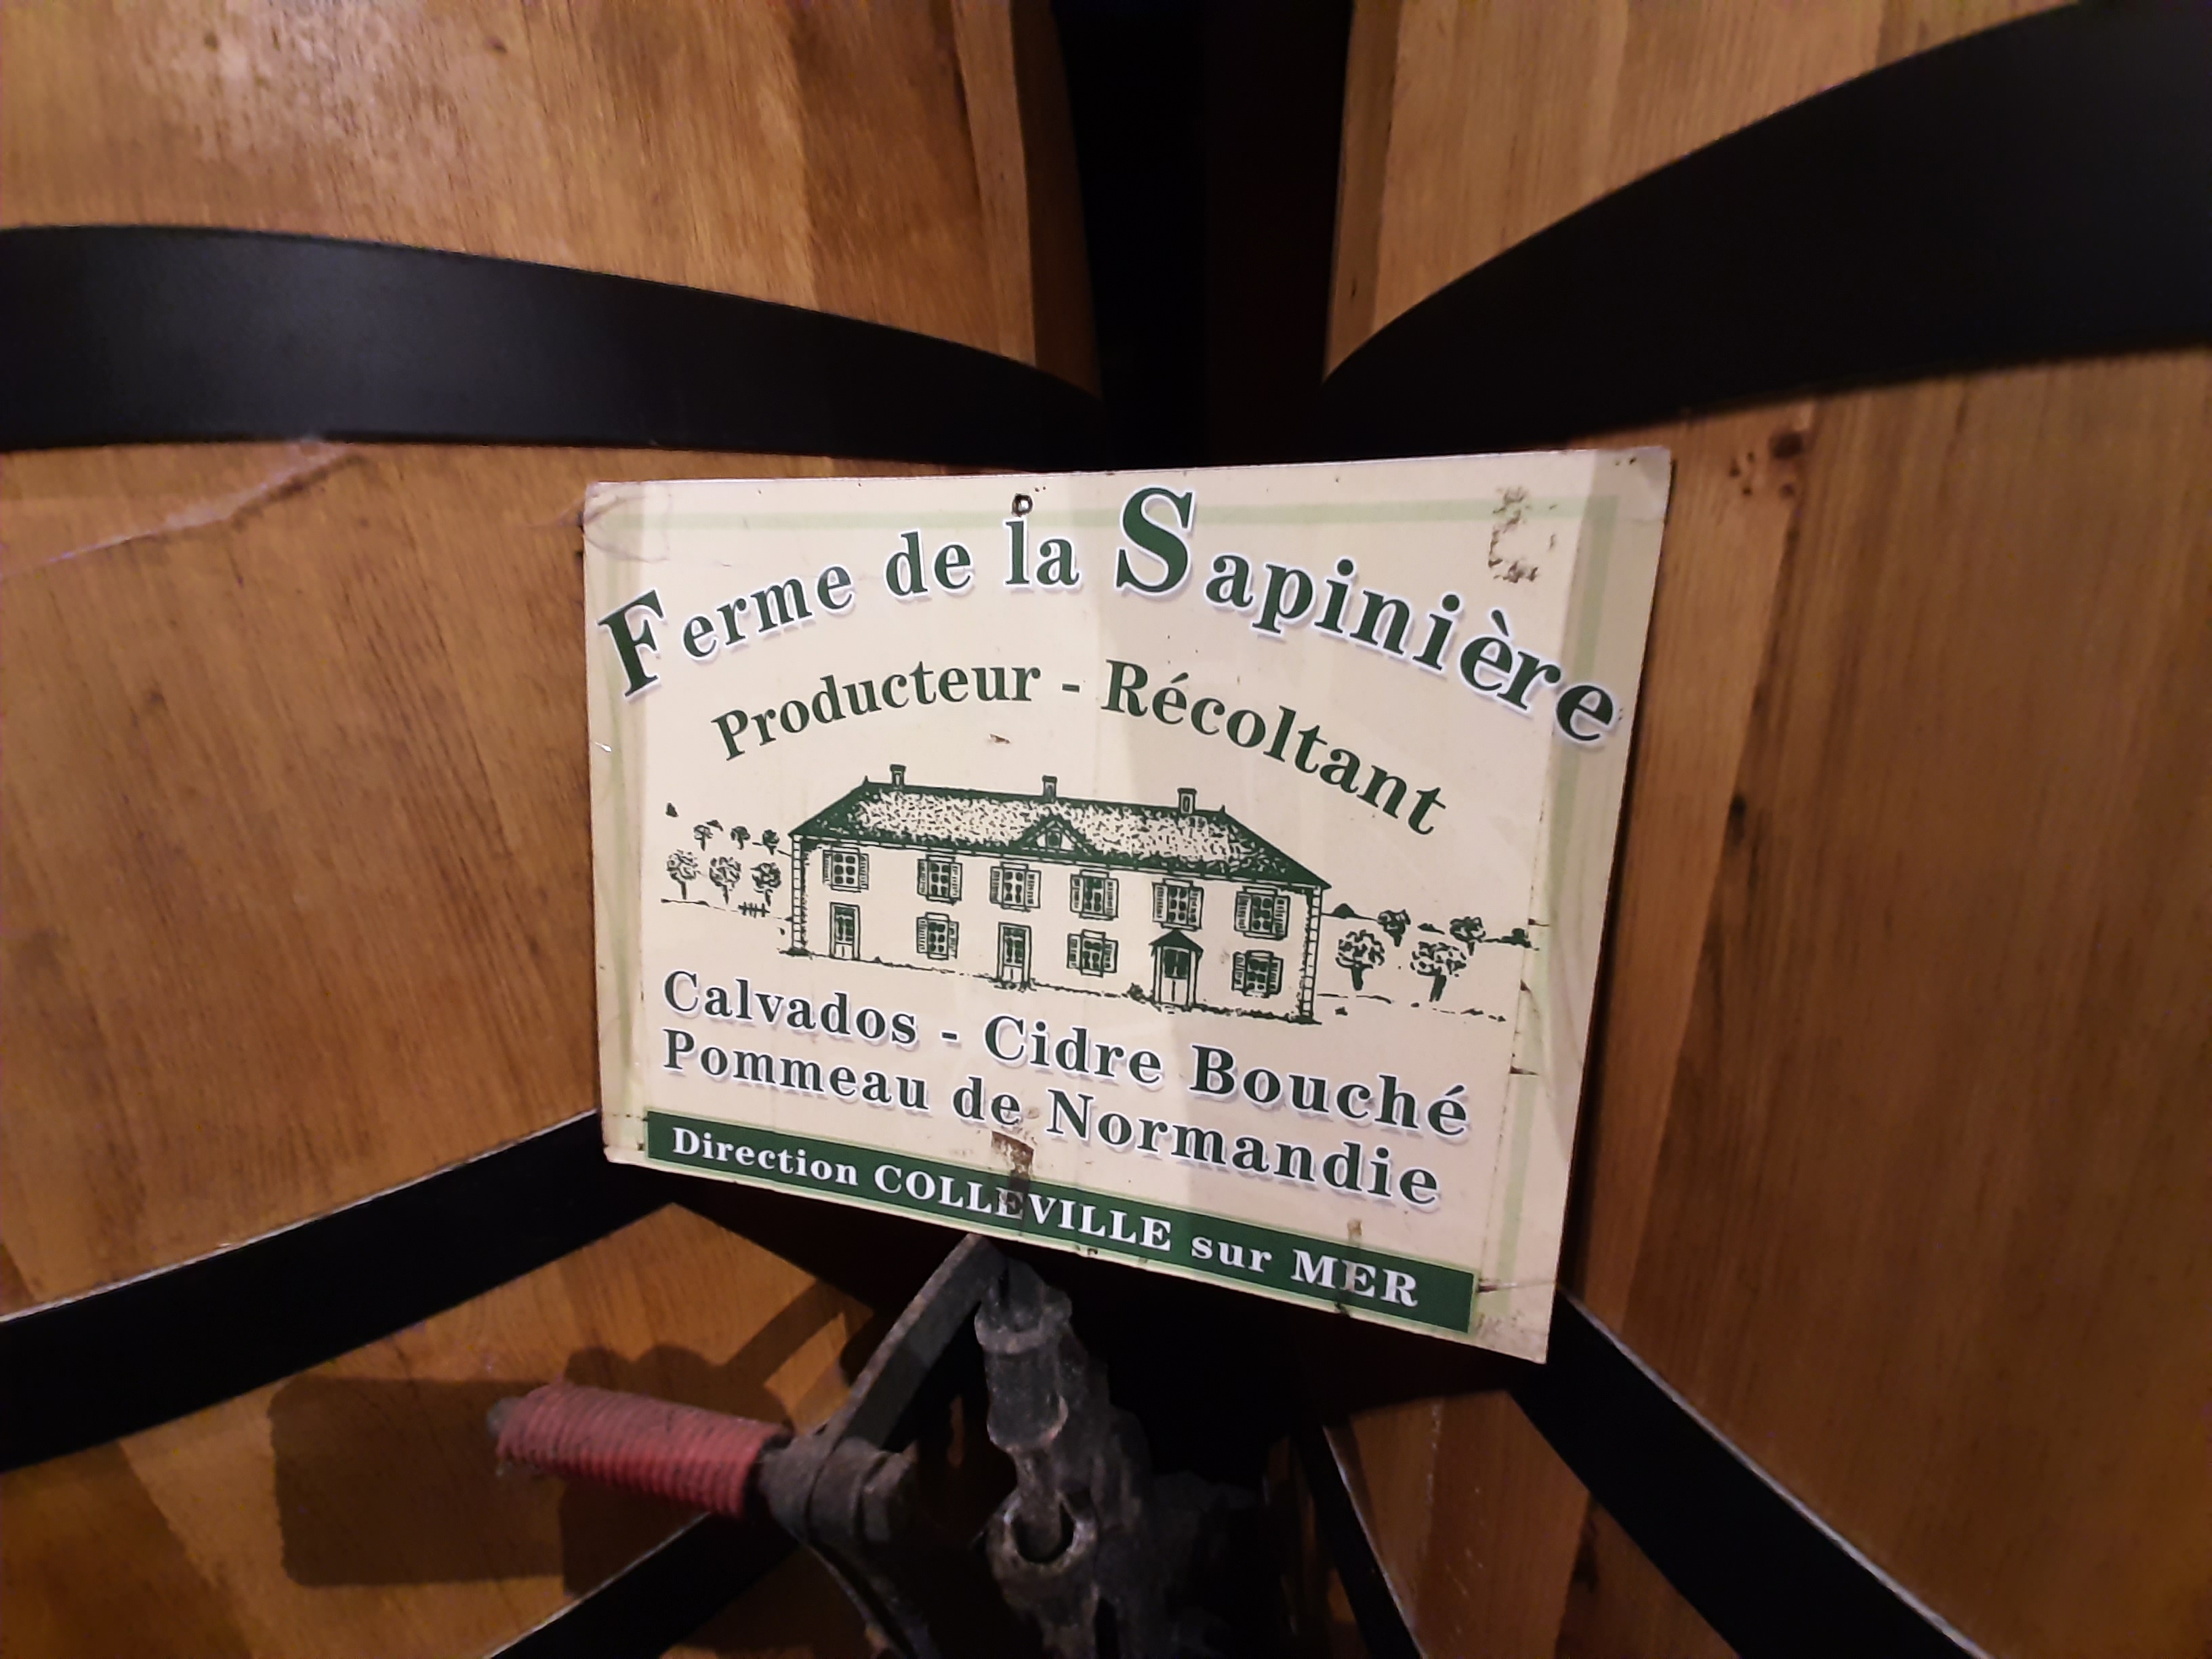 Ferme de la Sapinière
Producteur - Récoltant
Calvados - Cidre Bouché
Pommeau de Normandie
Direction COLLEVILLE sur MER